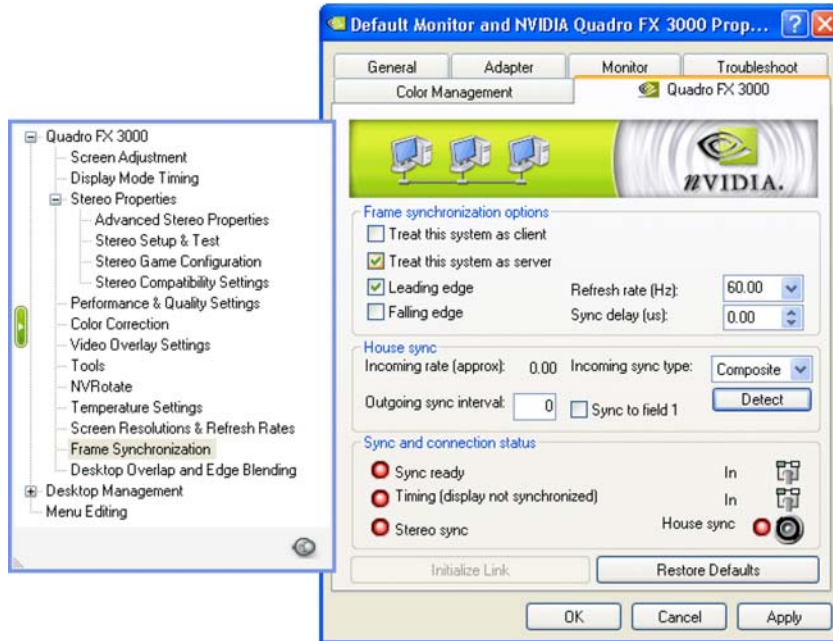 Default Monitor and NVIDIA Quadro FX 3000 Prop...
General Adapter Monitor Troubleshoot
Color Management Quadro FX 3000
Quadro FX 3000
Screen Adjustment
Display Mode Timing
Stereo Properties
Advanced Stereo Properties
Stereo Setup & Test
Stereo Game Configuration
Stereo Compatibility Settings
Performance & Quality Settings
Color Correction
Video Overlay Settings
Tools
NVRotate
Temperature Settings
Screen Resolutions & Refresh Rates
Frame Synchronization
Desktop Overlap and Edge Blending
Desktop Management
Menu Editing
nVIDIA.
Frame synchronization options
Treat this system as client
Treat this system as server
Leading edge Refresh rate (Hz): 60.00
Falling edge Sync delay (us): 0.00
House sync
Incoming rate (approx): 0.00 Incoming sync type: Composite
Outgoing sync interval: 0 Sync to field 1 Detect
Sync and connection status
Sync ready In
Timing (display not synchronized) In
Stereo sync House sync
Initialize Link Restore Defaults
OK Cancel Apply